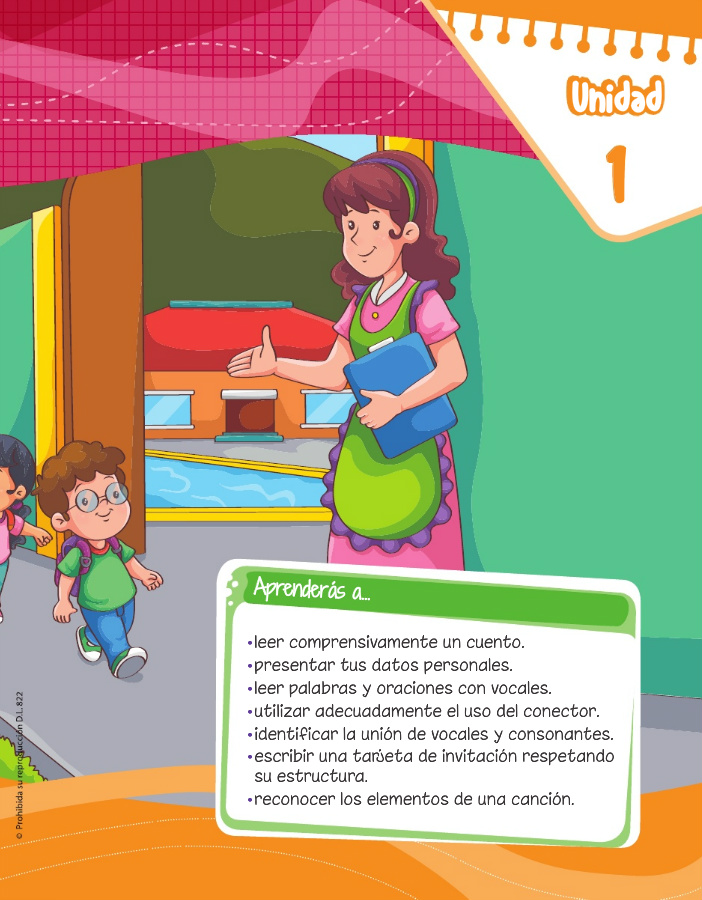 Unidad
1
Aprenderás a...
•leer comprensivamente un cuento.
•presentar tus datos personales.
•leer palabras y oraciones con vocales.
•utilizar adecuadamente el uso del conector.
•identificar la unión de vocales y consonantes.
•escribir una tarjeta de invitación respetando
su estructura.
•reconocer los elementos de una canción.
© Prohibida su reproducción D.L. 822